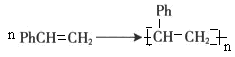 Ph
n PhCH=CH₂ ⟶ -[CH—CH₂]-n